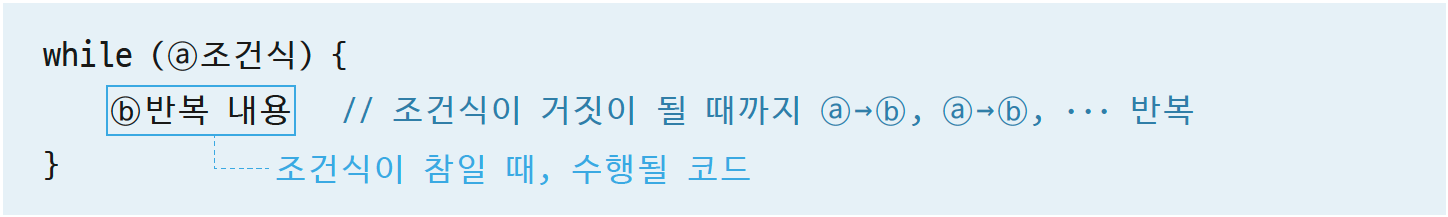 while (ⓐ조건식) {
ⓑ반복 내용 // 조건식이 거짓이 될 때까지 ⓐ→ⓑ, ⓐ→ⓑ, ··· 반복
} 조건식이 참일 때, 수행될 코드